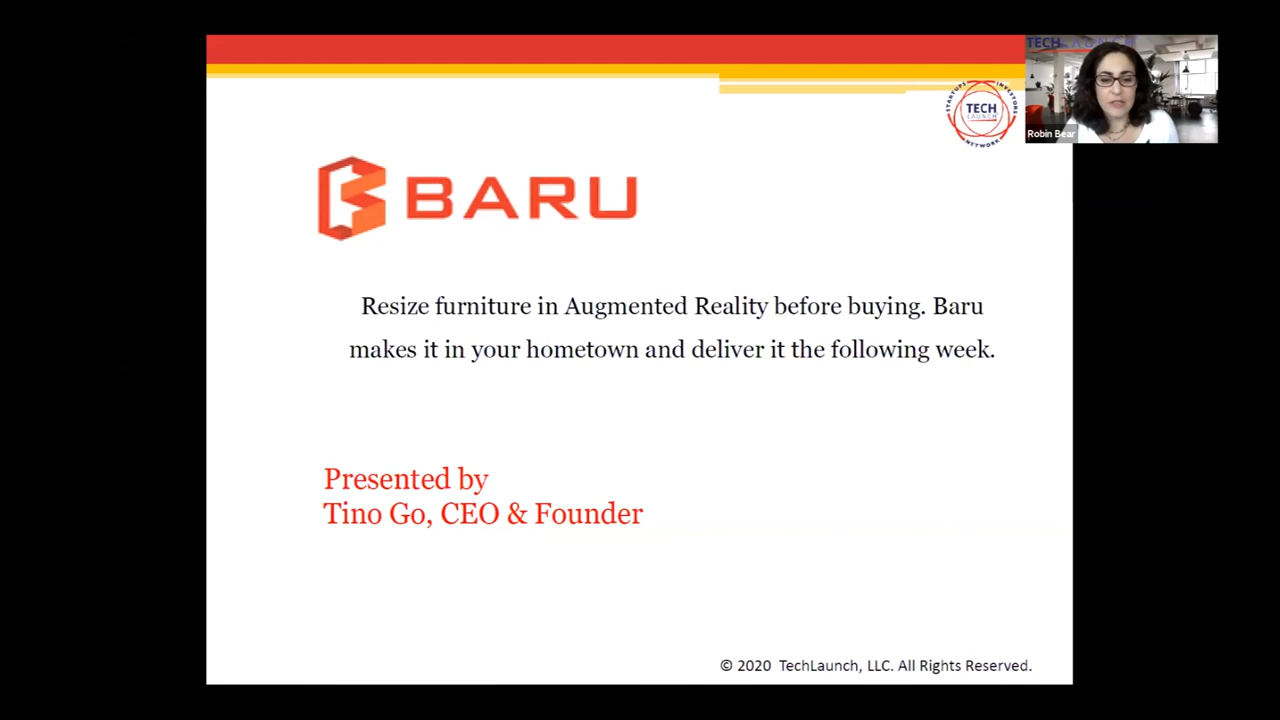 TECH LAUNCH
STARTUPS INVESTORS
TECH
LAUNCH
NETWORK
Robin Bear
BARU
Resize furniture in Augmented Reality before buying. Baru
makes it in your hometown and deliver it the following week.
Presented by
Tino Go, CEO & Founder
© 2020 TechLaunch, LLC. All Rights Reserved.